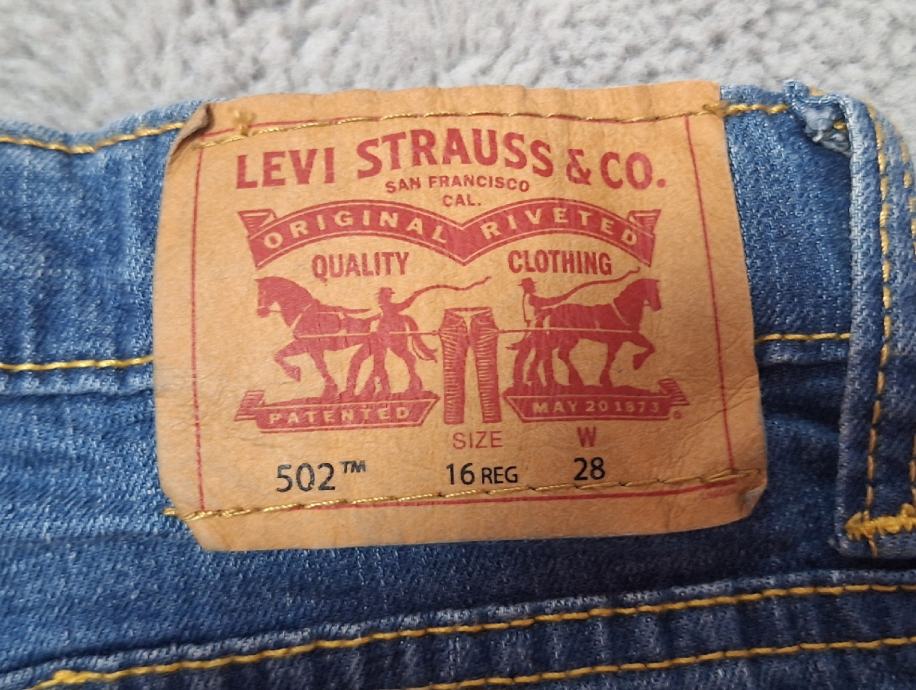 LEVI STRAUSS & CO.
SAN FRANCISCO
CAL.
ORIGINAL RIVETED
QUALITY CLOTHING
PATENTED MAY 20 1873
SIZE W
502™ 16 REG 28